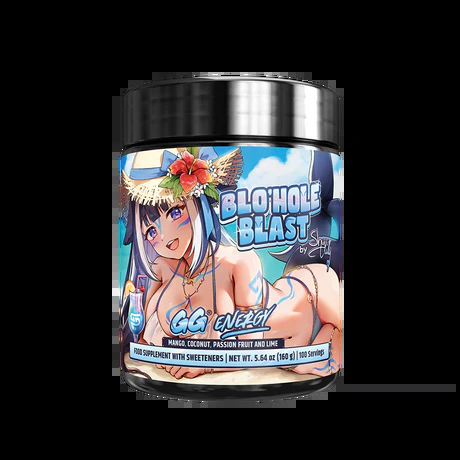 BLO'HOLE
BLAST
by Shylily
GG ENERGY
MANGO, COCONUT, PASSION FRUIT AND LIME
FOOD SUPPLEMENT WITH SWEETENERS | NET WT. 5.64 oz (160 g) | 100 Servings